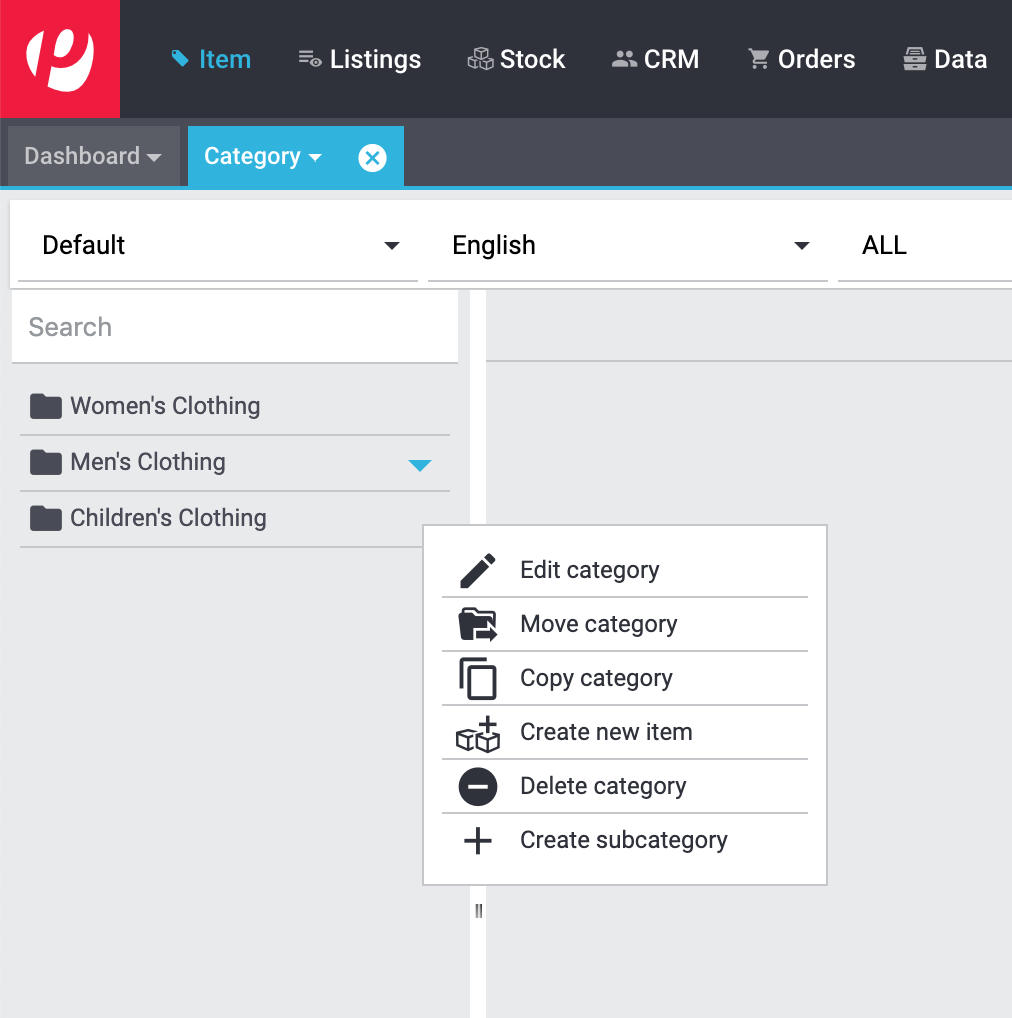 Item Listings Stock CRM Orders Data
Dashboard Category
Default English ALL
Search
Women's Clothing
Men's Clothing
Children's Clothing
Edit category
Move category
Copy category
Create new item
Delete category
Create subcategory